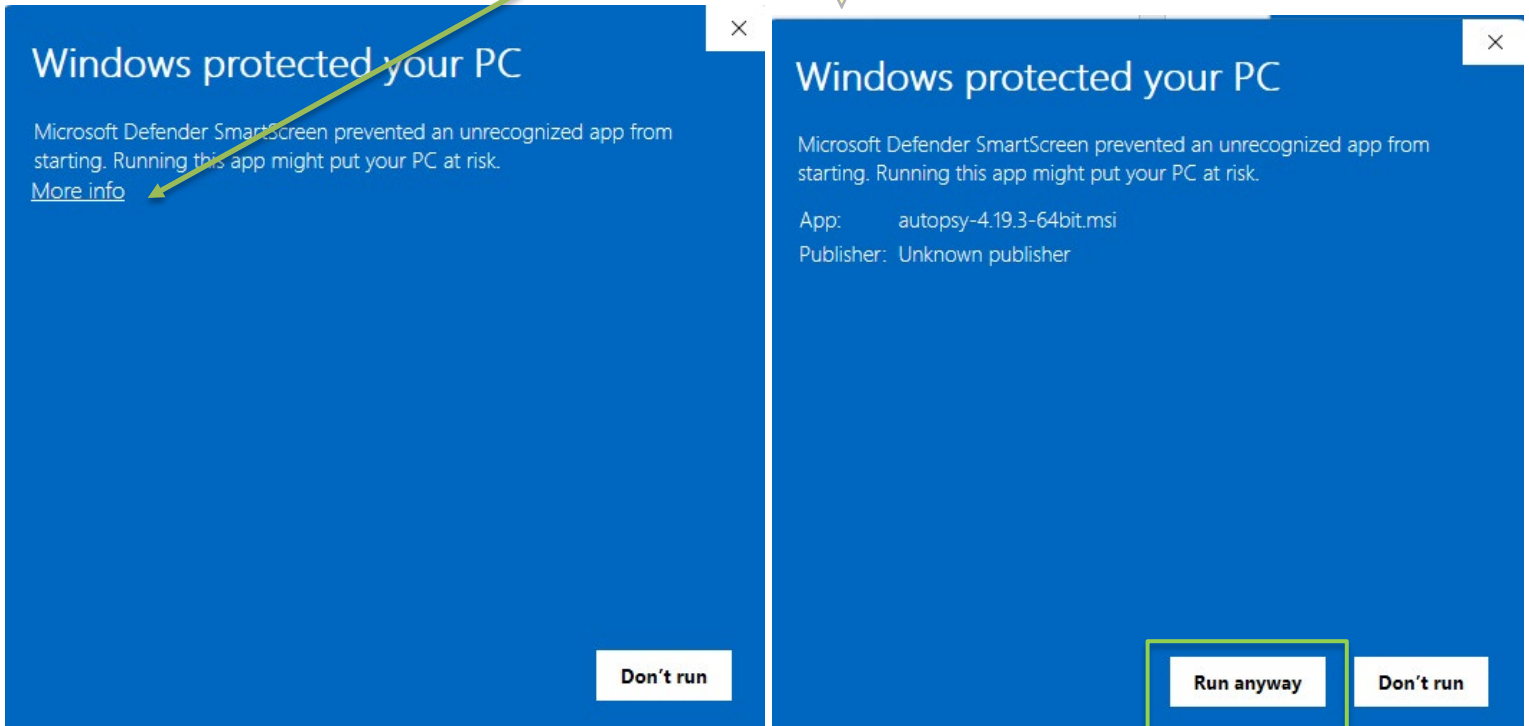 Windows protected your PC
Microsoft Defender SmartScreen prevented an unrecognized app from
starting. Running this app might put your PC at risk.
More info
Don't run
Windows protected your PC
Microsoft Defender SmartScreen prevented an unrecognized app from
starting. Running this app might put your PC at risk.
App: autopsy-4.19.3-64bit.msi
Publisher: Unknown publisher
Run anyway Don't run